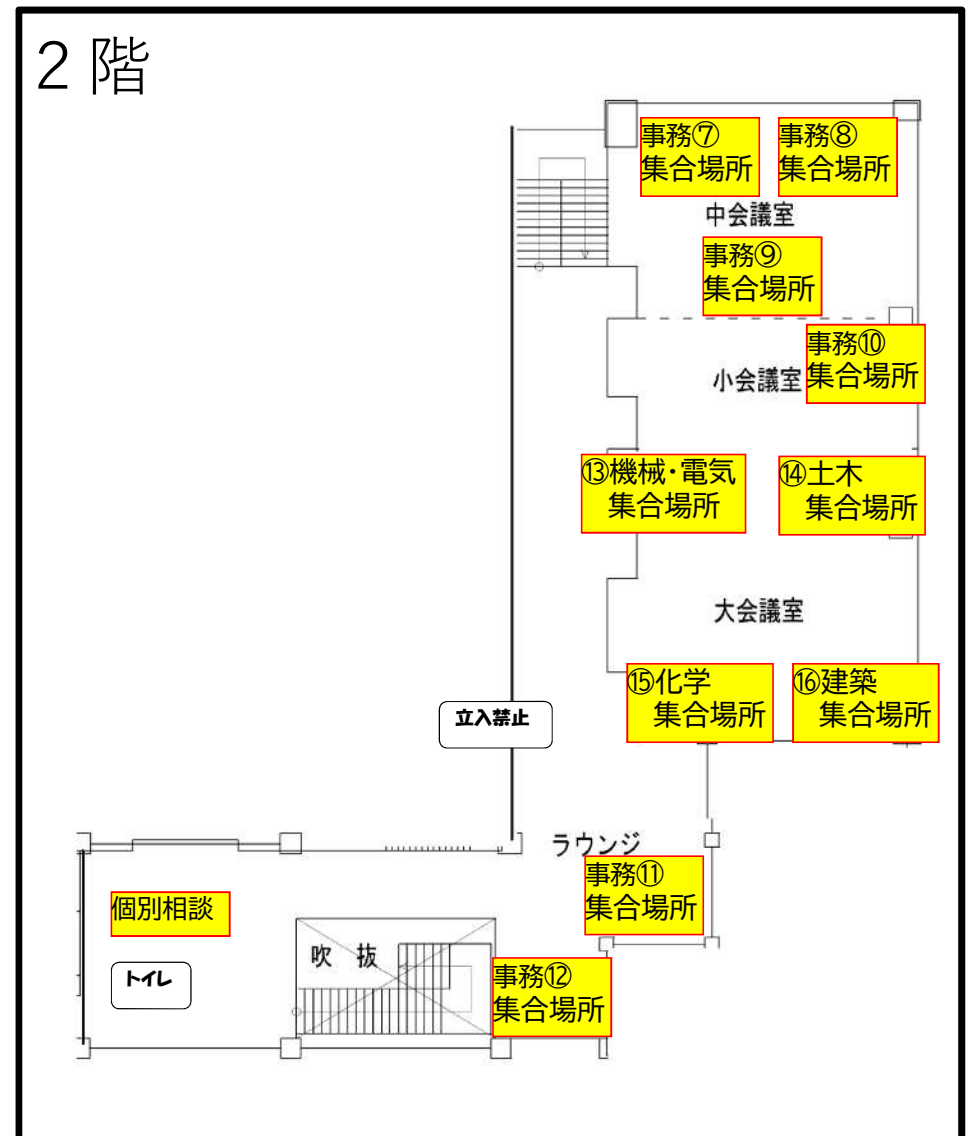 ２階
事務⑦
集合場所
事務⑧
集合場所
中会議室
事務⑨
集合場所
事務⑩
集合場所
小会議室
⑬機械・電気
集合場所
⑭土木
集合場所
大会議室
⑮化学
集合場所
⑯建築
集合場所
立入禁止
ラウンジ
事務⑪
集合場所
個別相談
吹 抜
トイレ
事務⑫
集合場所